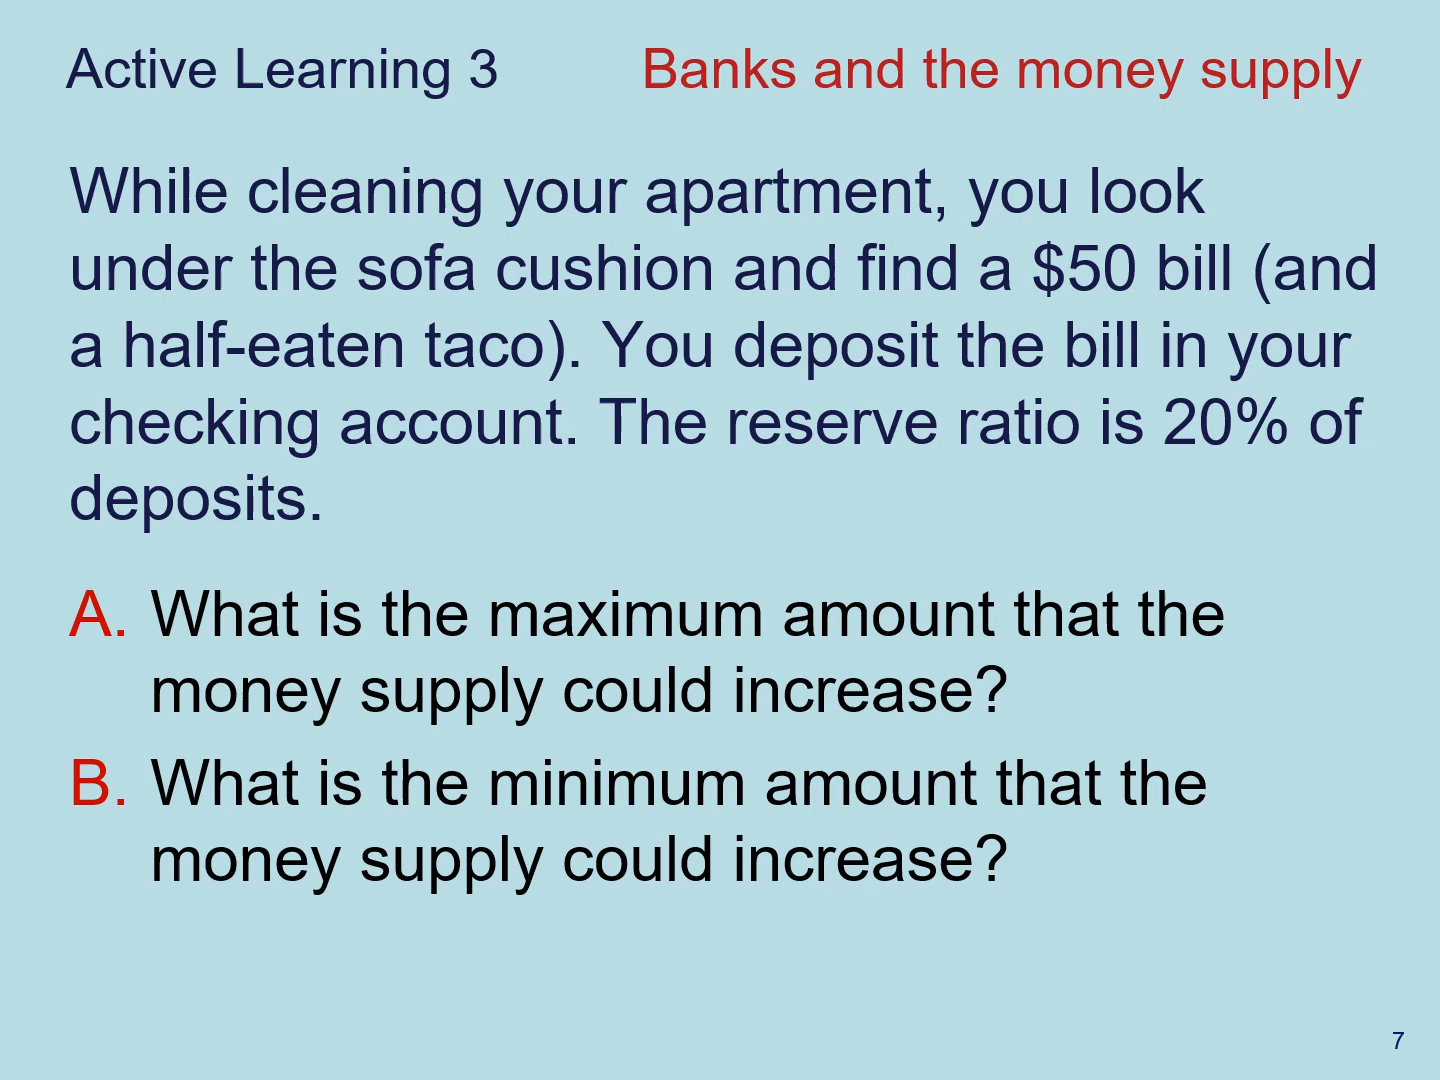 Active Learning 3 Banks and the money supply
While cleaning your apartment, you look
under the sofa cushion and find a $50 bill (and
a half-eaten taco). You deposit the bill in your
checking account. The reserve ratio is 20% of
deposits.
A. What is the maximum amount that the
money supply could increase?
B. What is the minimum amount that the
money supply could increase?
7